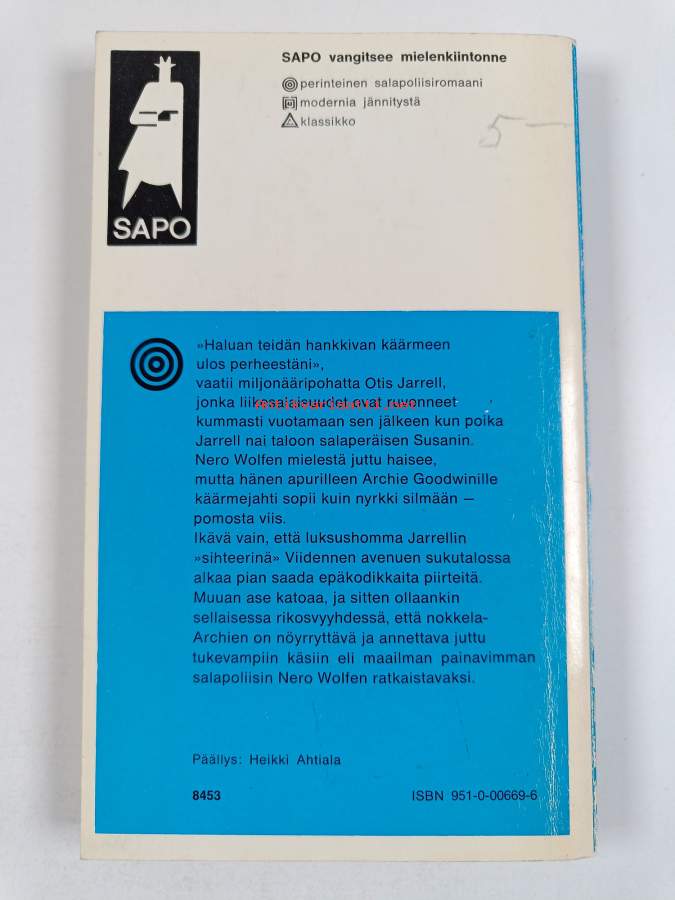 SAPO vangitsee mielenkiintonne
perinteinen salapoliisiromaani
modernia jännitystä
klassikko
5 —
SAPO
»Haluan teidän hankkivan käärmeen
ulos perheestäni»,
vaatii miljonääripohatta Otis Jarrell,
jonka liikesalaisuudet ovat ruvonneet
kummasti vuotamaan sen jälkeen kun poika
Jarrell nai taloon salaperäisen Susanin.
Nero Wolfen mielestä juttu haisee,
mutta hänen apurilleen Archie Goodwinille
käärmejahti sopii kuin nyrkki silmään —
pomosta viis.
Ikävä vain, että luksushomma Jarrellin
»sihteerinä» Viidennen avenuen sukutalossa
alkaa pian saada epäkodikkaita piirteitä.
Muuan ase katoaa, ja sitten ollaankin
sellaisessa rikosvyyhdessä, että nokkela-
Archien on nöyrryttävä ja annettava juttu
tukevampiin käsiin eli maailman painavimman
salapoliisin Nero Wolfen ratkaistavaksi.
Päällys: Heikki Ahtiala
8453 ISBN 951-0-00669-6